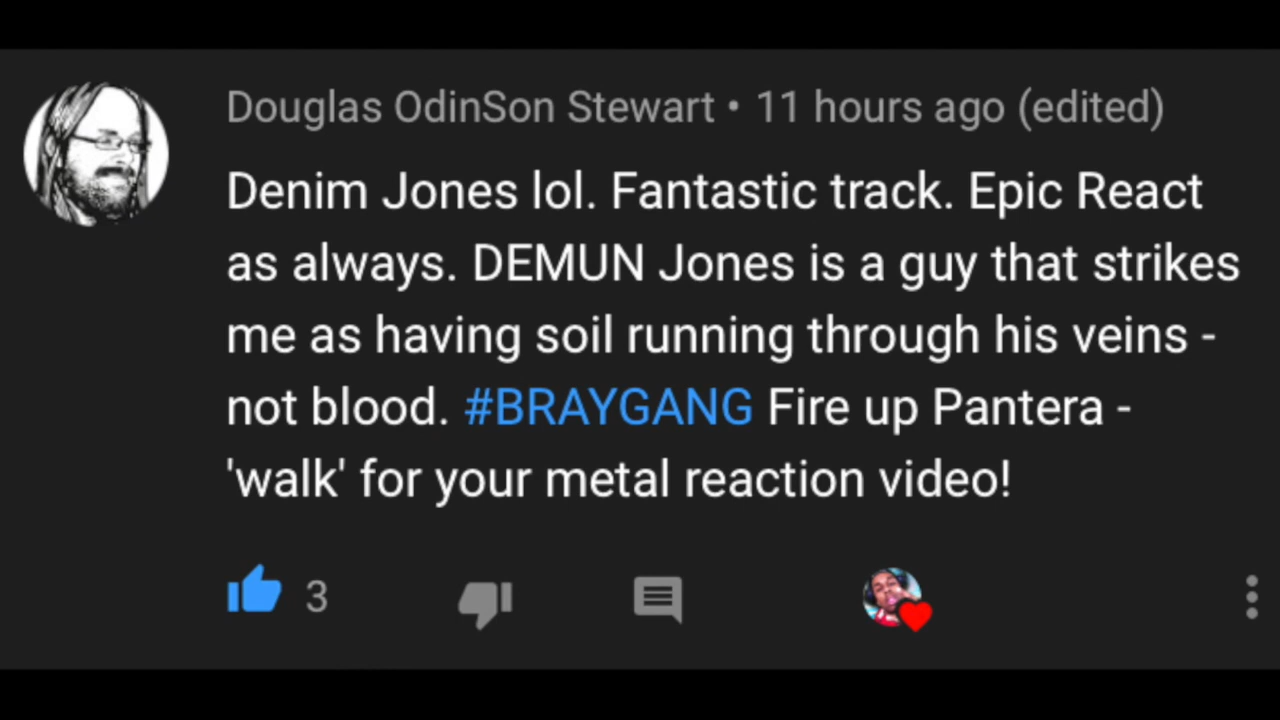 Douglas OdinSon Stewart • 11 hours ago (edited)
Denim Jones lol. Fantastic track. Epic React
as always. DEMUN Jones is a guy that strikes
me as having soil running through his veins -
not blood. #BRAYGANG Fire up Pantera -
'walk' for your metal reaction video!
3